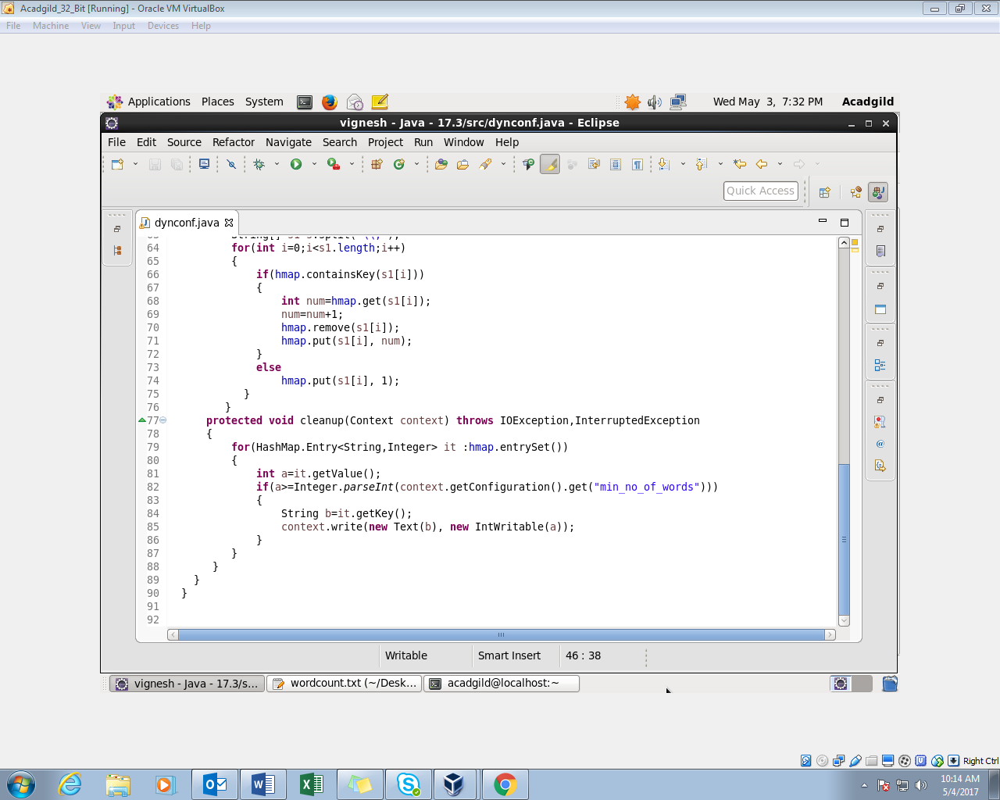 Acadgild_32_Bit [Running] - Oracle VM VirtualBox
File Machine View Input Devices Help
Applications Places System Wed May 3, 7:32 PM Acadgild
vignesh - Java - 17.3/src/dynconf.java - Eclipse
File Edit Source Refactor Navigate Search Project Run Window Help
Quick Access
dynconf.java
64 for(int i=0;i<s1.length;i++)
65 {
66 if(hmap.containsKey(s1[i]))
67 {
68 int num=hmap.get(s1[i]);
69 num=num+1;
70 hmap.remove(s1[i]);
71 hmap.put(s1[i], num);
72 }
73 else
74 hmap.put(s1[i], 1);
75 }
76 }
77 protected void cleanup(Context context) throws IOException,InterruptedException
78 {
79 for(HashMap.Entry<String,Integer> it :hmap.entrySet())
80 {
81 int a=it.getValue();
82 if(a>=Integer.parseInt(context.getConfiguration().get("min_no_of_words")))
83 {
84 String b=it.getKey();
85 context.write(new Text(b), new IntWritable(a));
86 }
87 }
88 }
89 }
90 }
91
92
Writable Smart Insert 46 : 38
vignesh - Java - 17.3/s... wordcount.txt (~/Desk... acadgild@localhost:~
Right Ctrl
10:14 AM
5/4/2017